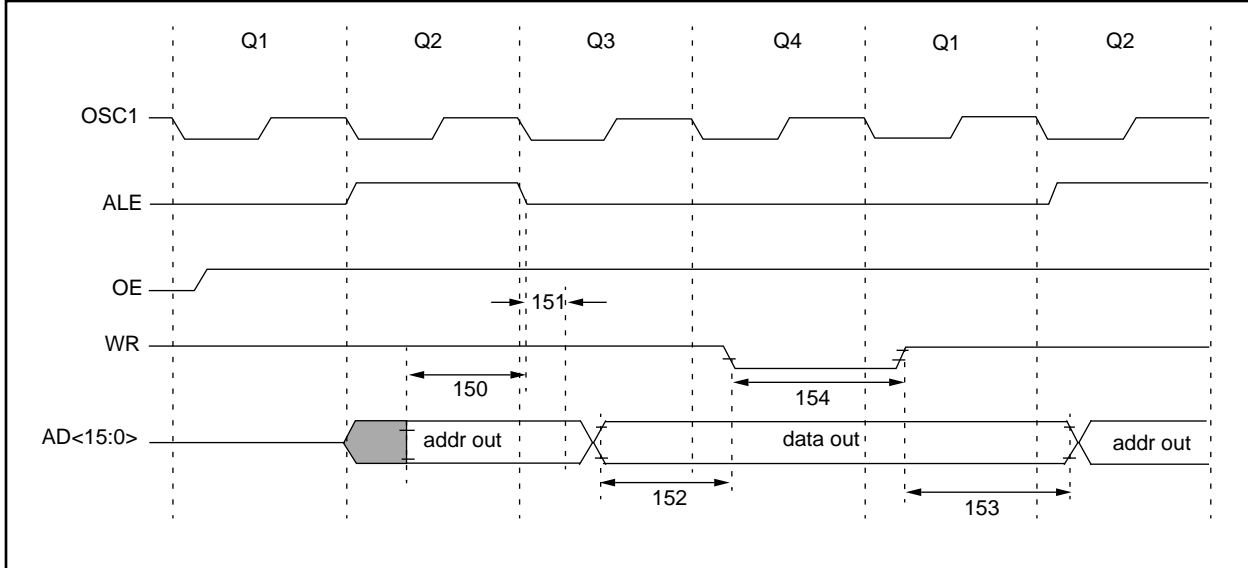 Q1 Q2 Q3 Q4 Q1 Q2
OSC1
ALE
OE
151
WR
150
154
AD<15:0>
addr out
data out
addr out
152
153